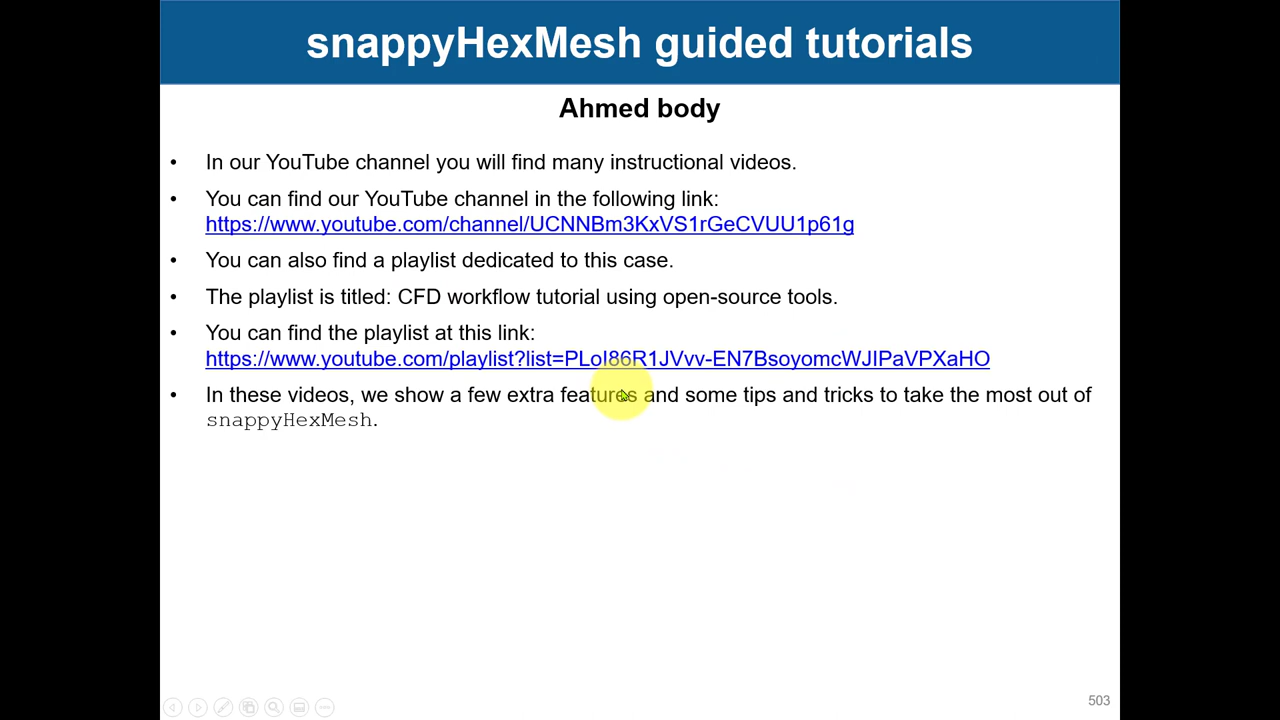 snappyHexMesh guided tutorials
Ahmed body
• In our YouTube channel you will find many instructional videos.
• You can find our YouTube channel in the following link:
https://www.youtube.com/channel/UCNNBm3KxVS1rGeCVUU1p61g
• You can also find a playlist dedicated to this case.
• The playlist is titled: CFD workflow tutorial using open-source tools.
• You can find the playlist at this link:
https://www.youtube.com/playlist?list=PLoI86R1JVvv-EN7BsoyomcWJIPaVPXaHO
• In these videos, we show a few extra features and some tips and tricks to take the most out of
snappyHexMesh.
503